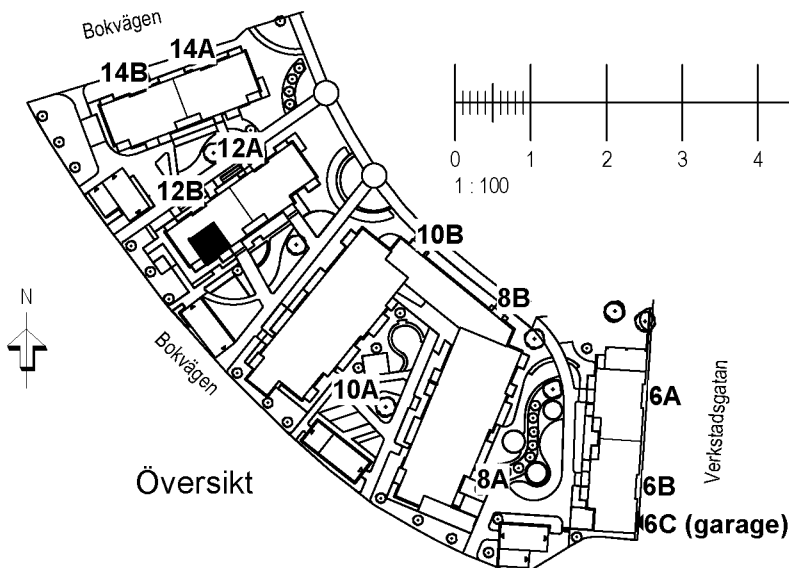 Bokvägen
14A
14B
12A
12B
0 1 2 3 4
1 : 100
10B
8B
N
Bokvägen
10A
6A
Verkstadsgatan
Översikt
8A
6B
6C (garage)